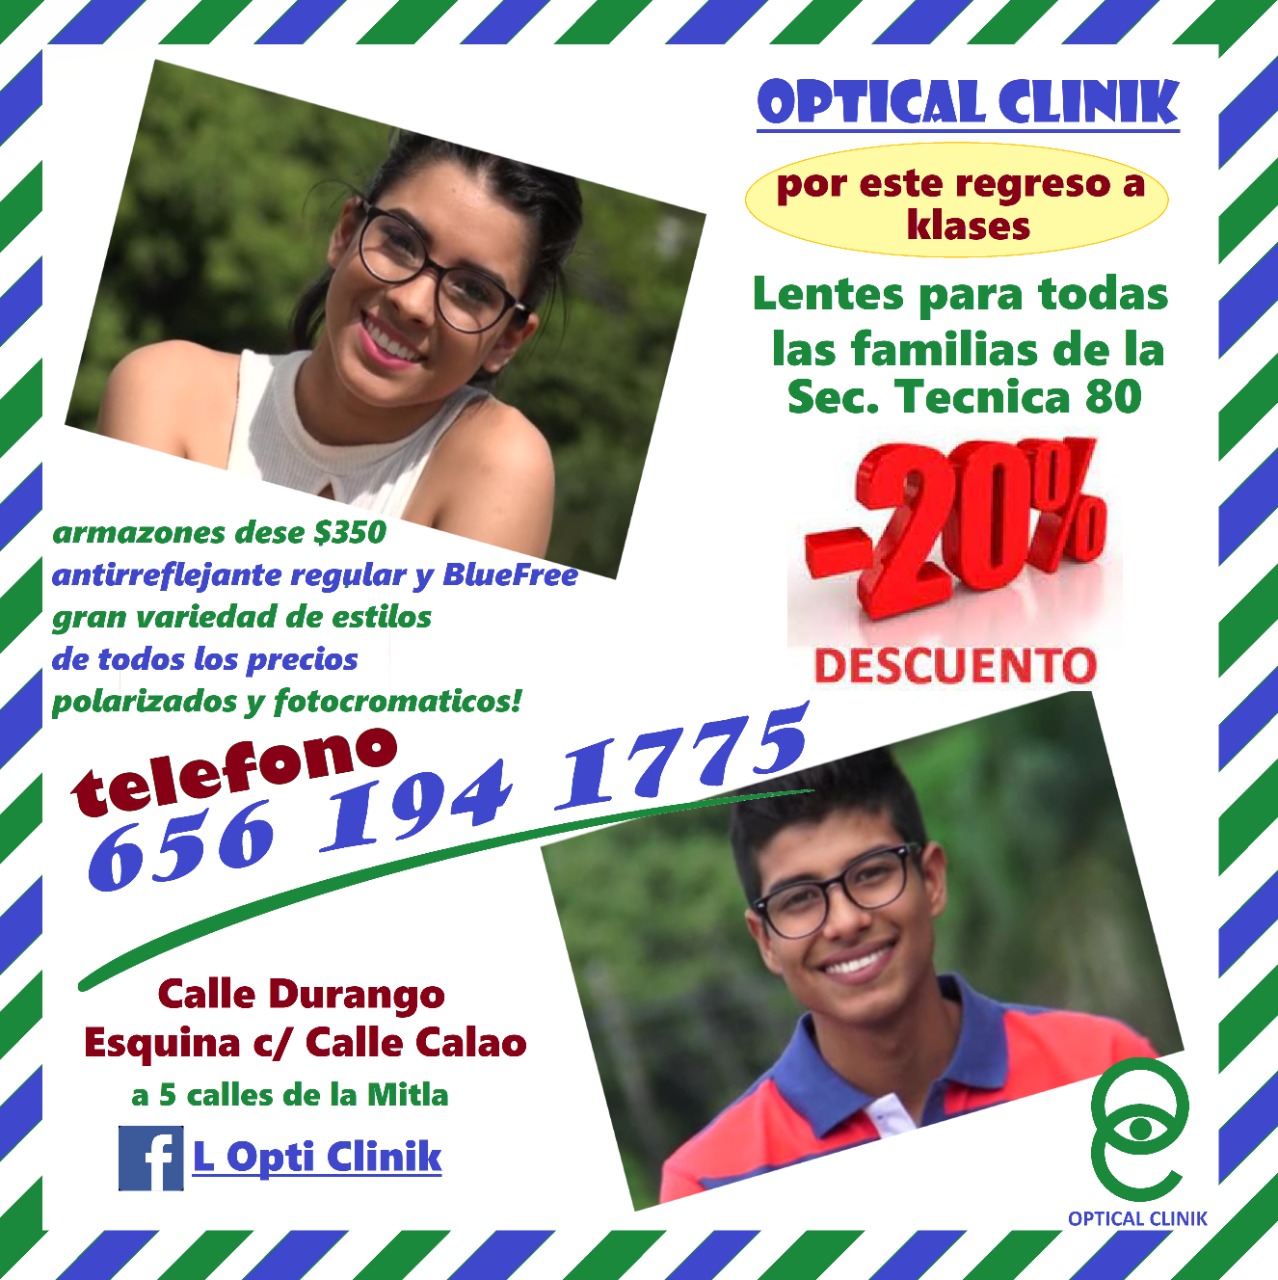 OPTICAL CLINIK
por este regreso a
klases
Lentes para todas
las familias de la
Sec. Tecnica 80
-20%
DESCUENTO
armazones dese $350
antirreflejante regular y BlueFree
gran variedad de estilos
de todos los precios
polarizados y fotocromaticos!
telefono
656 194 1775
Calle Durango
Esquina c/ Calle Calao
a 5 calles de la Mitla
f L Opti Clinik
OPTICAL CLINIK